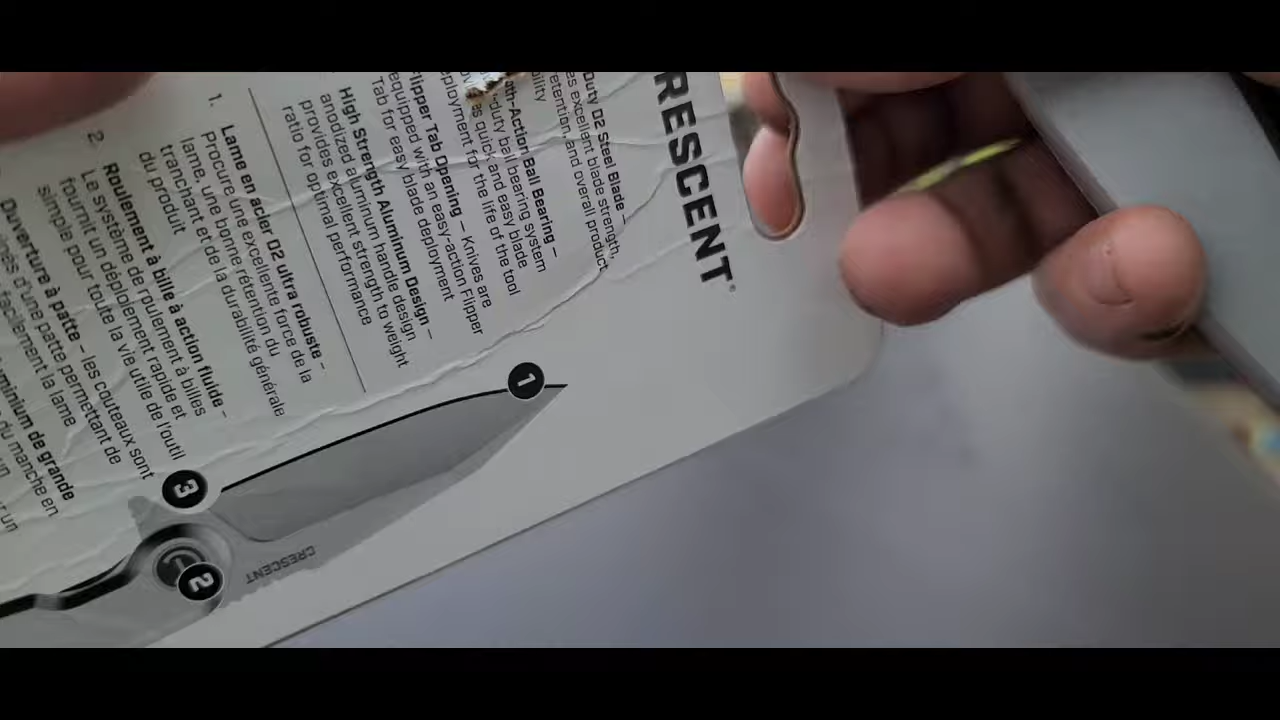 RESCENT®
Duty D2 Steel Blade –
es excellent blade strength,
retention, and overall product
bility
oth-Action Ball Bearing –
duty ball bearing system
es quick and easy blade
eployment for the life of the tool
Flipper Tab Opening – Knives are
equipped with an easy-action Flipper
Tab for easy blade deployment
High Strength Aluminum Design –
anodized aluminum handle design
provides excellent strength to weight
ratio for optimal performance
1. Lame en acier D2 ultra robuste –
Procure une excellente force de la
lame, une bonne rétention du
tranchant et de la durabilité générale
du produit
2. Roulement à bille à action fluide –
Le système de roulement à billes
fournit un déploiement rapide et
simple pour toute la vie utile de l'outil
Ouverture à patte – les couteaux sont
d'une patte permettant de
facilement la lame
uminium de grande
du manche en
un
1
3
2
CRESCENT